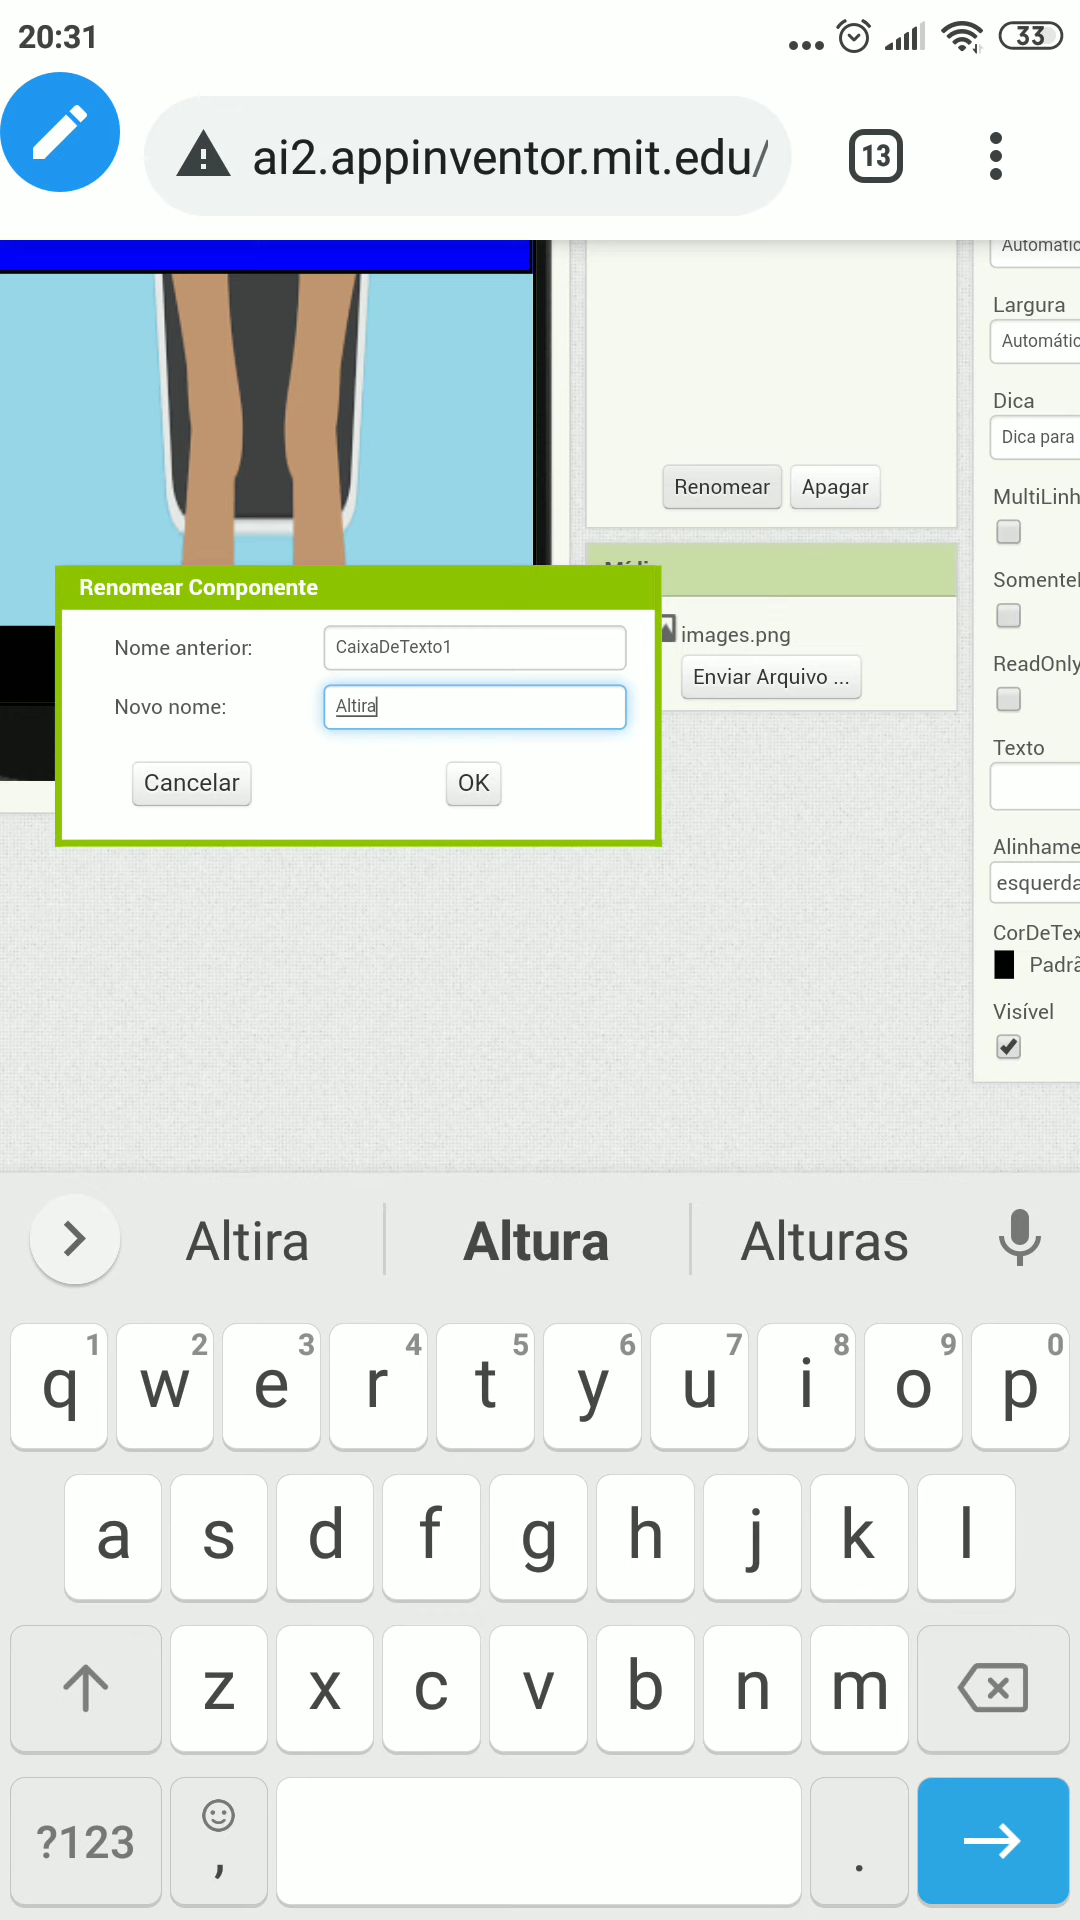 20:31
33
ai2.appinventor.mit.edu/
13
Automátic
Largura
Automátic
Dica
Dica para
Renomear
Apagar
MultiLinh
Renomear Componente
Somente
Nome anterior:
CaixaDeTexto1
images.png
Enviar Arquivo ...
ReadOnly
Novo nome:
Altira
Texto
Cancelar
OK
Alinhame
esquerda
CorDeTex
Padrã
Visível
Altira
Altura
Alturas
1 2 3 4 5 6 7 8 9 0
q w e r t y u i o p
a s d f g h j k l
z x c v b n m
?123
,
.